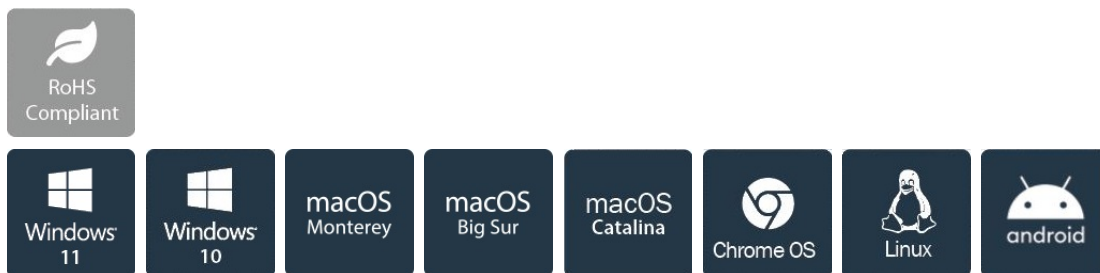 RoHS
Compliant
Windows
11
Windows
10
macOS
Monterey
macOS
Big Sur
macOS
Catalina
Chrome OS
Linux
android